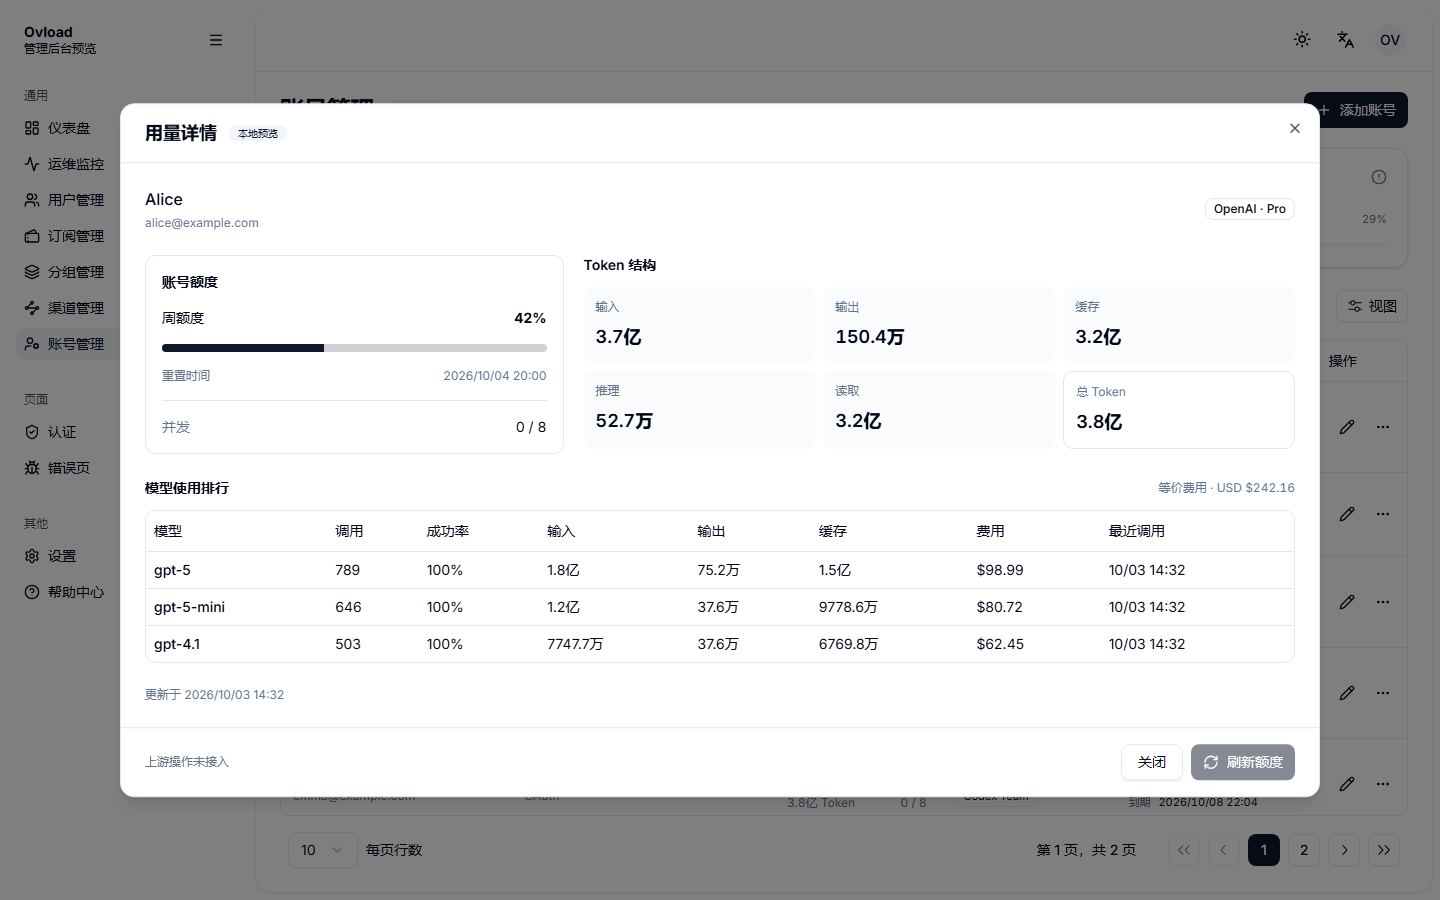 Ovload
管理后台预览
OV
通用
仪表盘
运维监控
用户管理
订阅管理
分组管理
渠道管理
账号管理
页面
认证
错误页
其他
设置
帮助中心
添加账号
29%
视图
操作
用量详情 本地预览
Alice
alice@example.com
OpenAI · Pro
账号额度
周额度 42%
重置时间 2026/10/04 20:00
并发 0 / 8
Token 结构
输入 输出 缓存
3.7亿 150.4万 3.2亿
推理 读取 总 Token
52.7万 3.2亿 3.8亿
模型使用排行 等价费用 · USD $242.16
模型 调用 成功率 输入 输出 缓存 费用 最近调用
gpt-5 789 100% 1.8亿 75.2万 1.5亿 $98.99 10/03 14:32
gpt-5-mini 646 100% 1.2亿 37.6万 9778.6万 $80.72 10/03 14:32
gpt-4.1 503 100% 7747.7万 37.6万 6769.8万 $62.45 10/03 14:32
更新于 2026/10/03 14:32
上游操作未接入 关闭 刷新额度
3.8亿 Token 0 / 8 到期 2026/10/08 22:04
10 每页行数 第 1 页，共 2 页 1 2